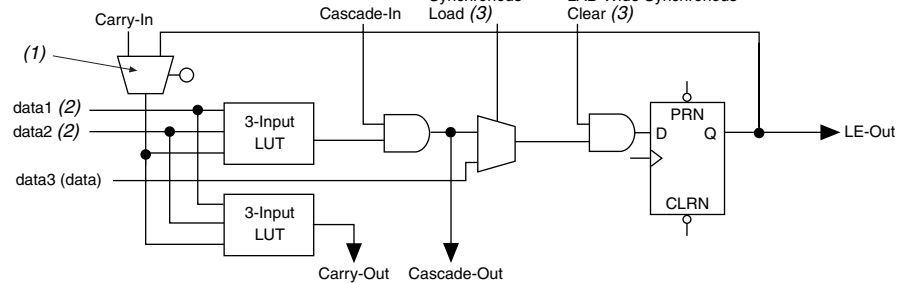 Carry-In
Cascade-In
Load (3)
Clear (3)
(1)
data1 (2)
data2 (2)
3-Input
LUT
D
PRN
Q
LE-Out
data3 (data)
CLRN
3-Input
LUT
Carry-Out
Cascade-Out